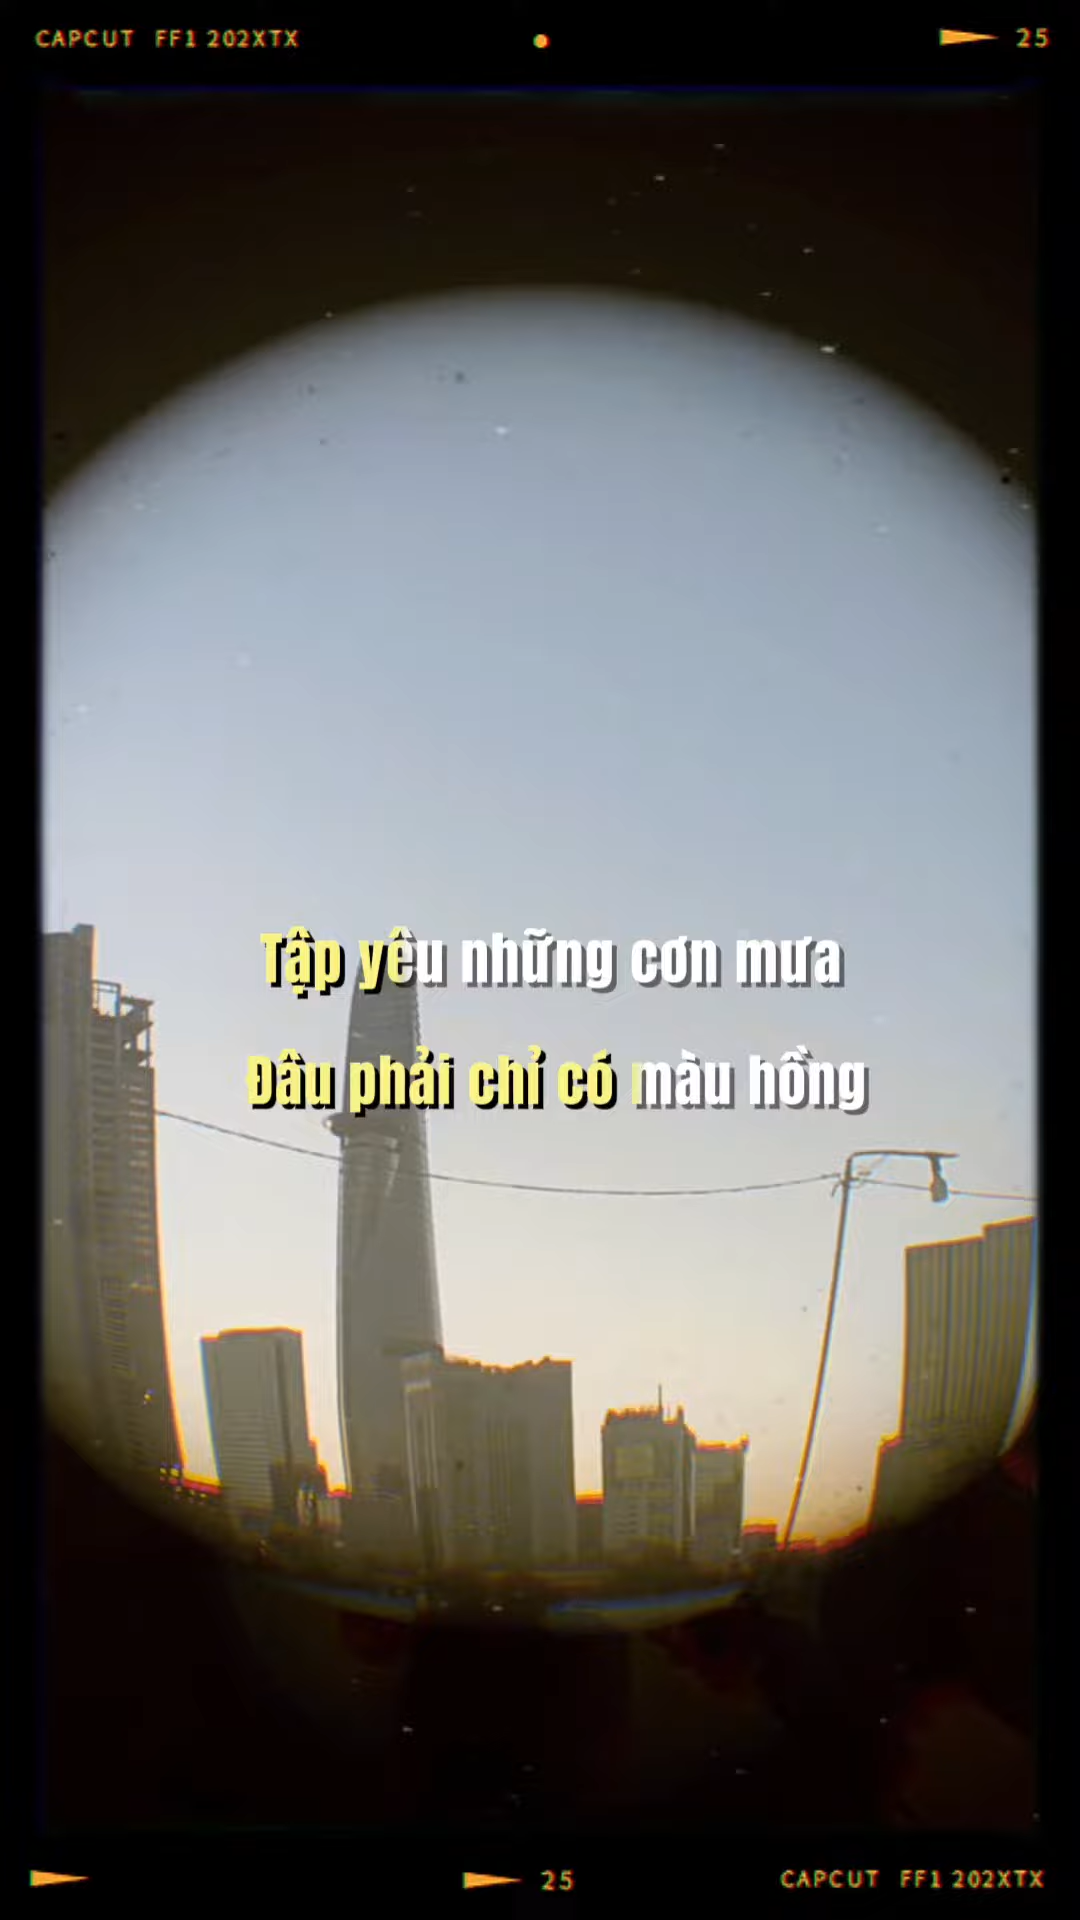 CAPCUT FF1 202XTX
25
Tập yêu những cơn mưa
Đâu phải chỉ có màu hồng
25
CAPCUT FF1 202XTX